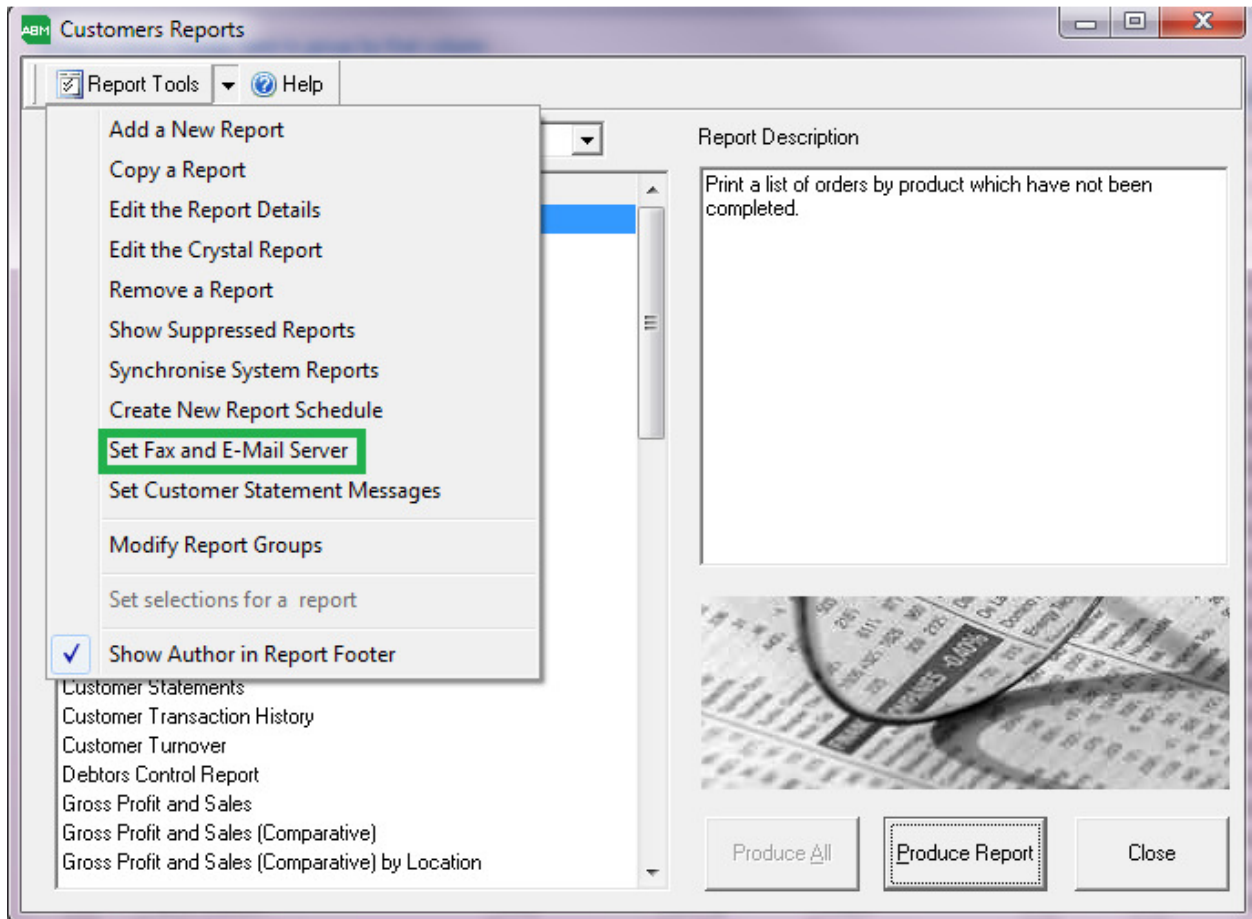 ABM Customers Reports
Report Tools Help
Add a New Report
Copy a Report
Edit the Report Details
Edit the Crystal Report
Remove a Report
Show Suppressed Reports
Synchronise System Reports
Create New Report Schedule
Set Fax and E-Mail Server
Set Customer Statement Messages
Modify Report Groups
Set selections for a report
Show Author in Report Footer
Customer Statements
Customer Transaction History
Customer Turnover
Debtors Control Report
Gross Profit and Sales
Gross Profit and Sales (Comparative)
Gross Profit and Sales (Comparative) by Location
Report Description
Print a list of orders by product which have not been
completed.
COMPANIES -0.40%
Produce All Produce Report Close